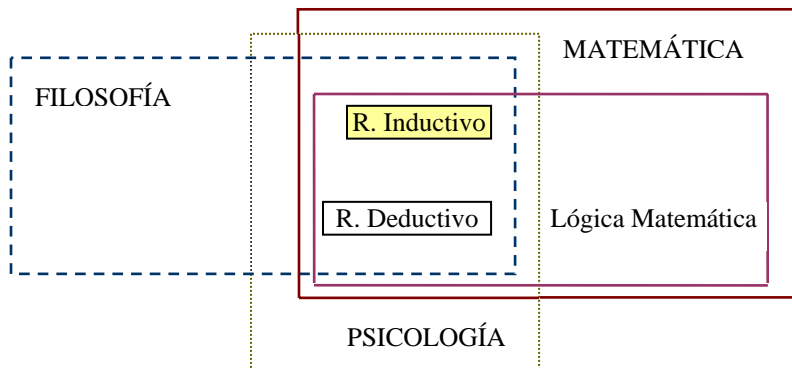 MATEMÁTICA
FILOSOFÍA
R. Inductivo
R. Deductivo
Lógica Matemática
PSICOLOGÍA